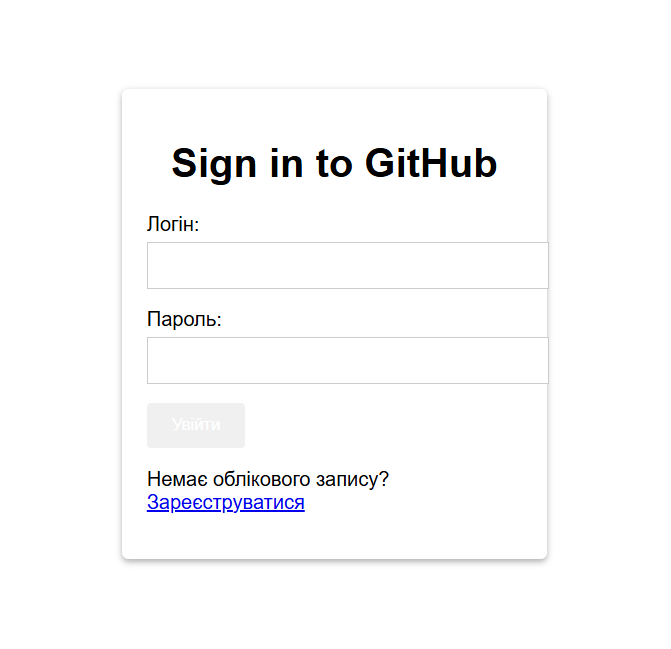 Sign in to GitHub
Логін:
Пароль:
Увійти
Немає облікового запису?
Зареєструватися